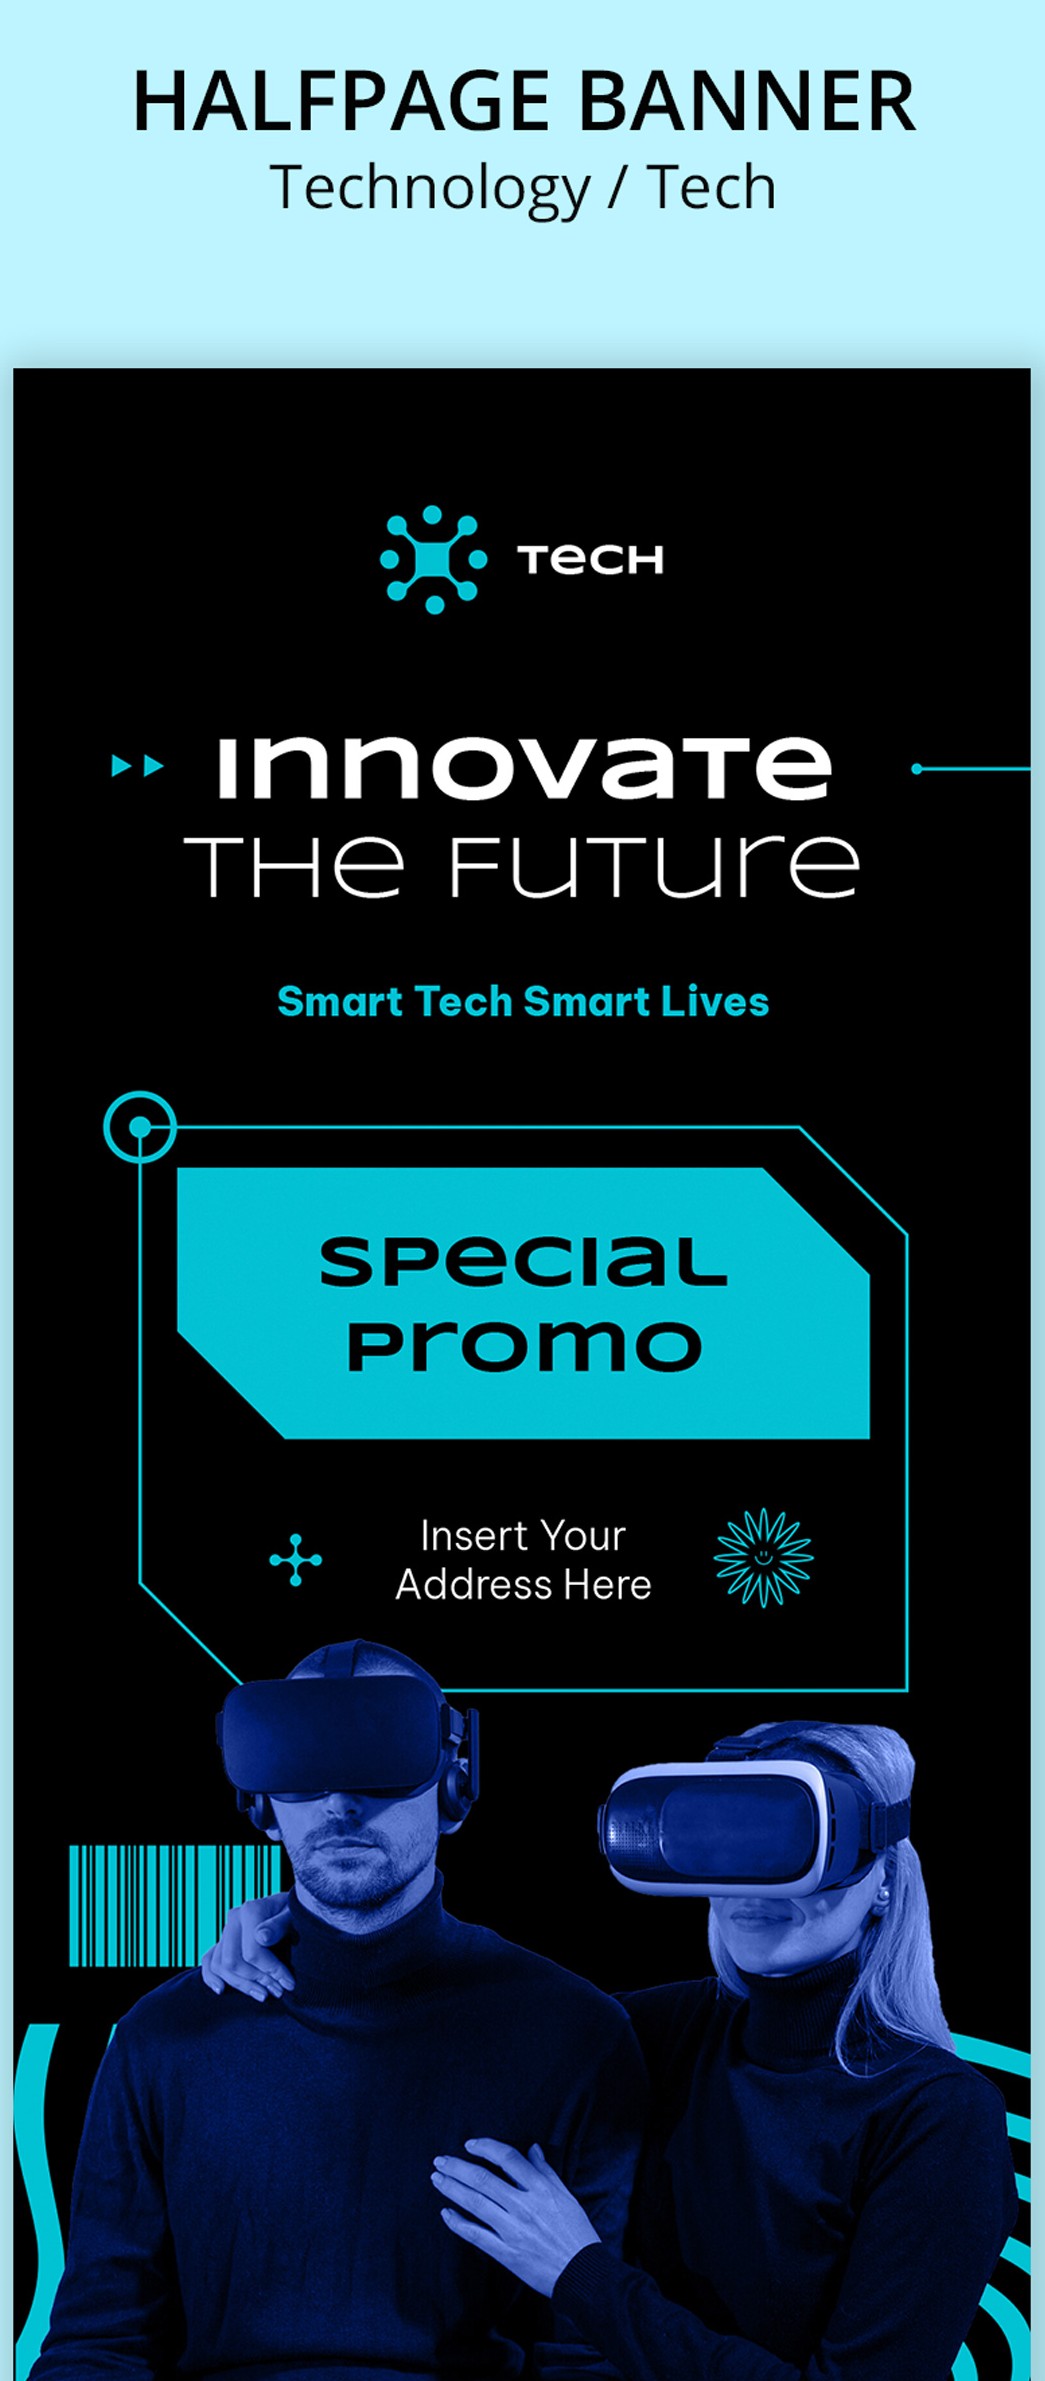 HALFPAGE BANNER
Technology / Tech
TeCH
InnovaTe
THe FuTure
Smart Tech Smart Lives
SPeCIaL
Promo
Insert Your
Address Here